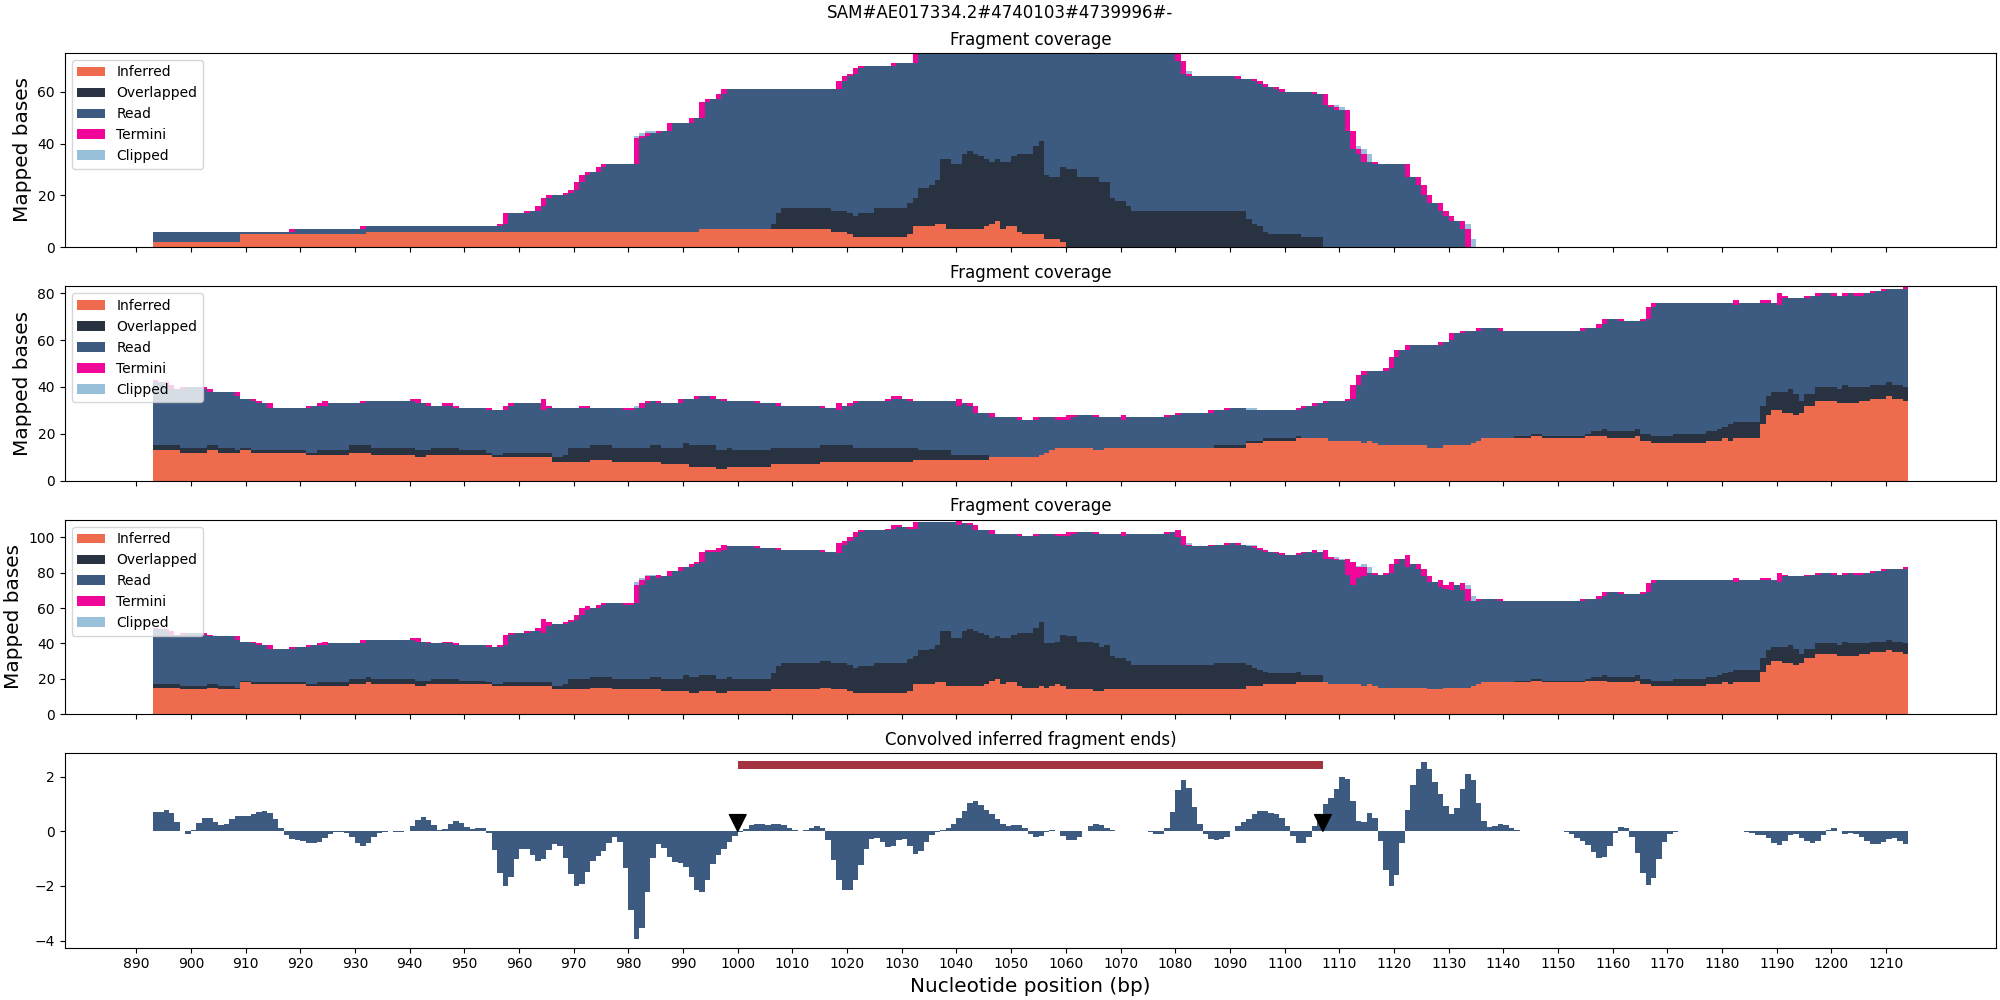 SAM#AE017334.2#4740103#4739996#-
Fragment coverage
Mapped bases
60
40
20
0
Inferred
Overlapped
Read
Termini
Clipped
Fragment coverage
Mapped bases
80
60
40
20
0
Inferred
Overlapped
Read
Termini
Clipped
Fragment coverage
Mapped bases
100
80
60
40
20
0
Inferred
Overlapped
Read
Termini
Clipped
Convolved inferred fragment ends)
2
0
−2
−4
890 900 910 920 930 940 950 960 970 980 990 1000 1010 1020 1030 1040 1050 1060 1070 1080 1090 1100 1110 1120 1130 1140 1150 1160 1170 1180 1190 1200 1210
Nucleotide position (bp)